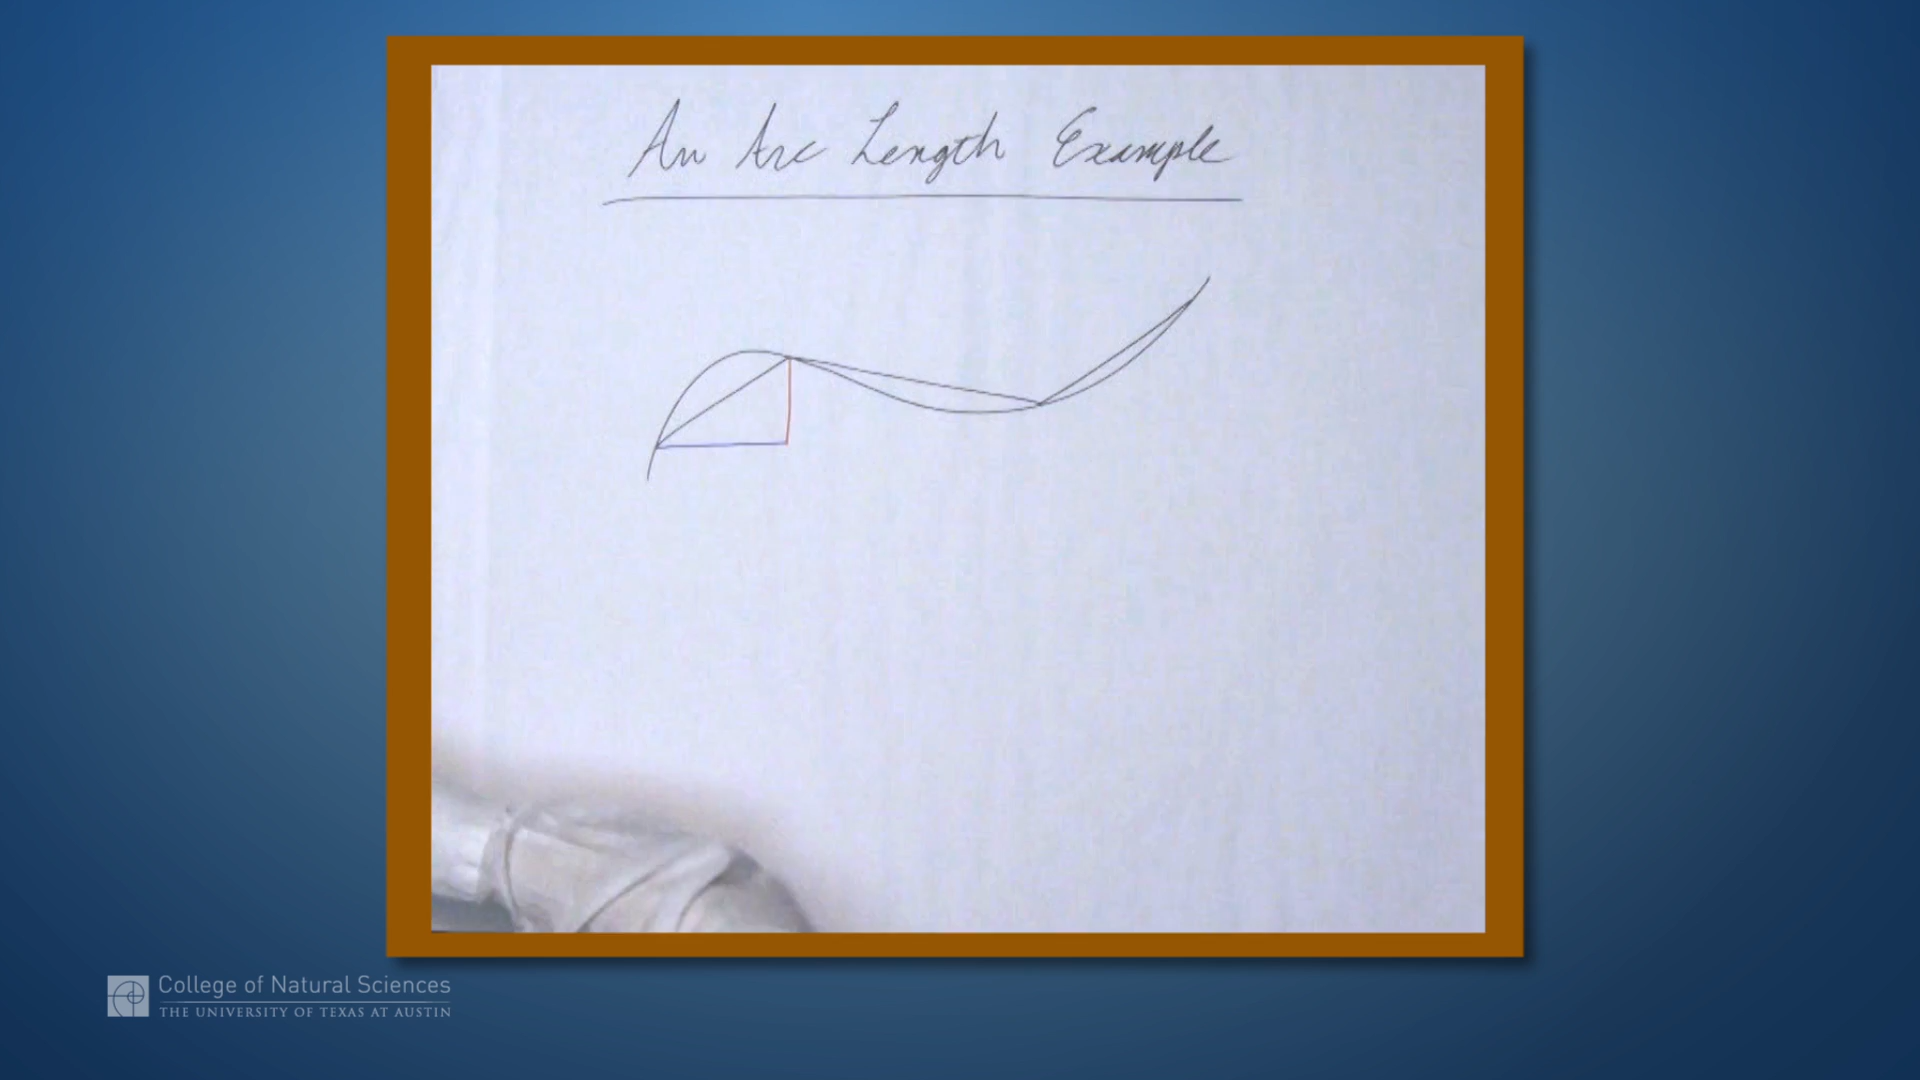 An Arc Length Example
College of Natural Sciences
THE UNIVERSITY OF TEXAS AT AUSTIN